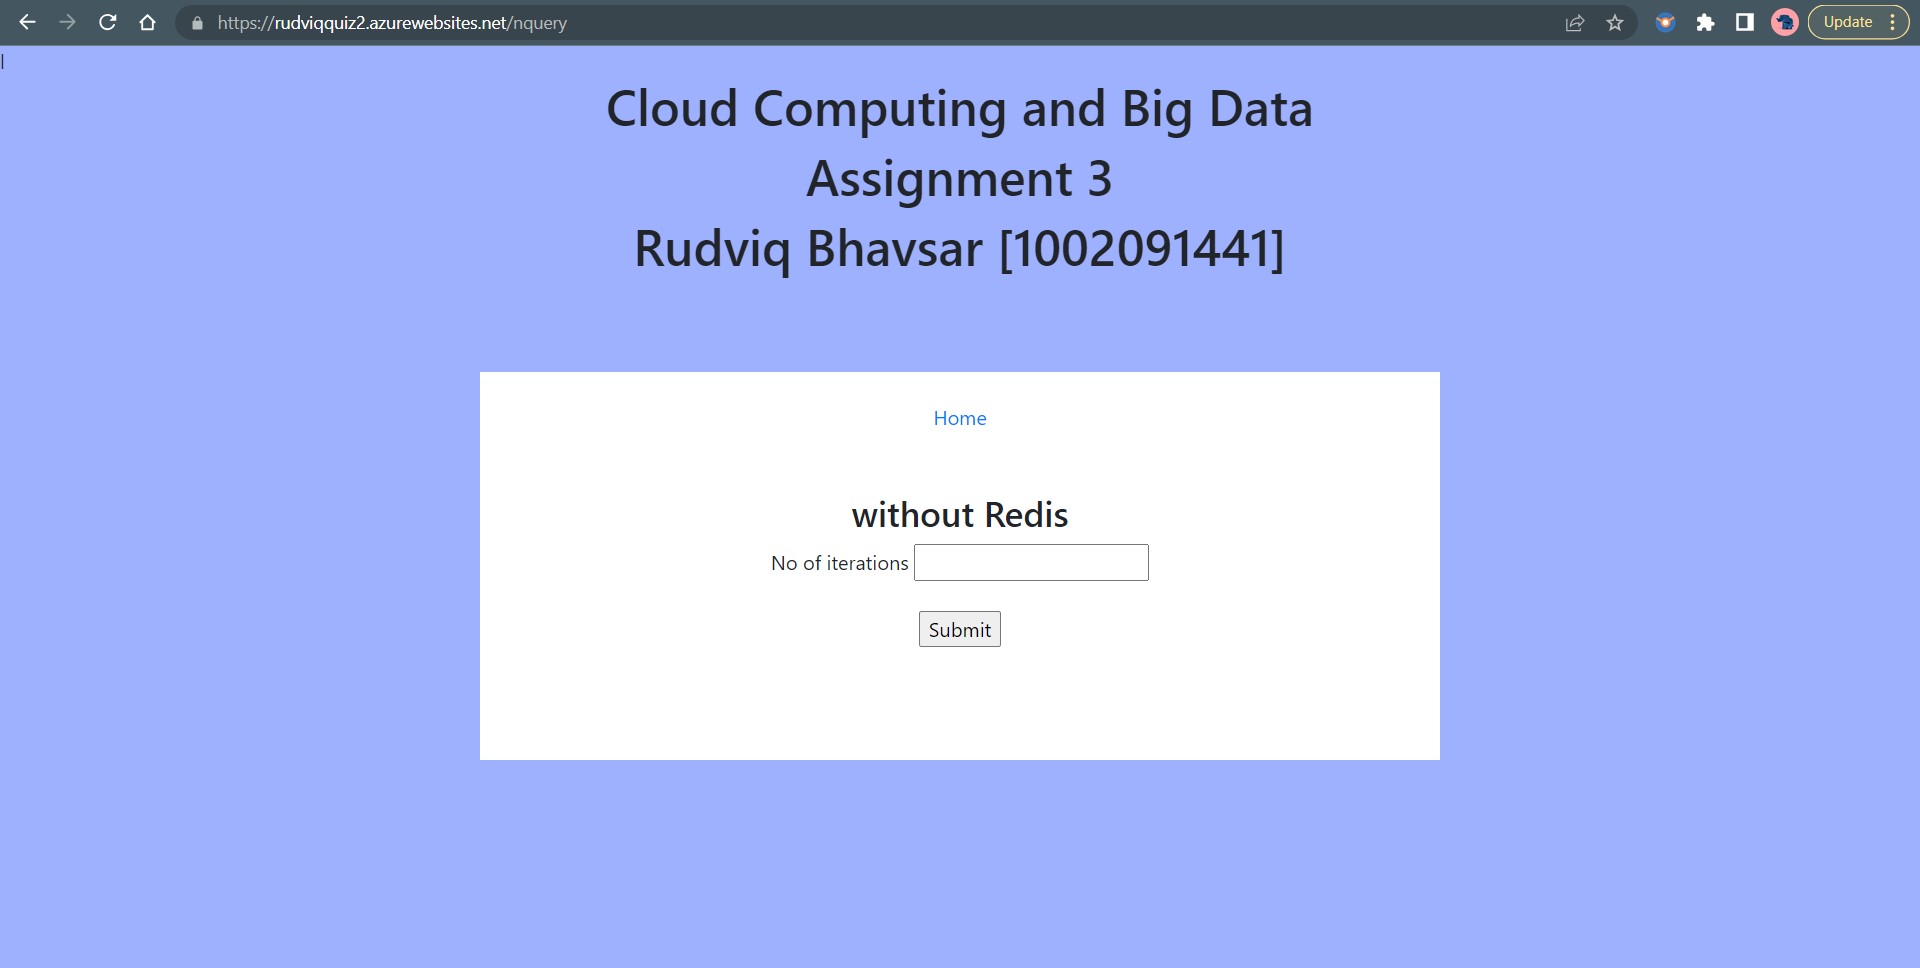 https://rudviqquiz2.azurewebsites.net/nquery
Update
|
Cloud Computing and Big Data
Assignment 3
Rudviq Bhavsar [1002091441]
Home
without Redis
No of iterations
Submit